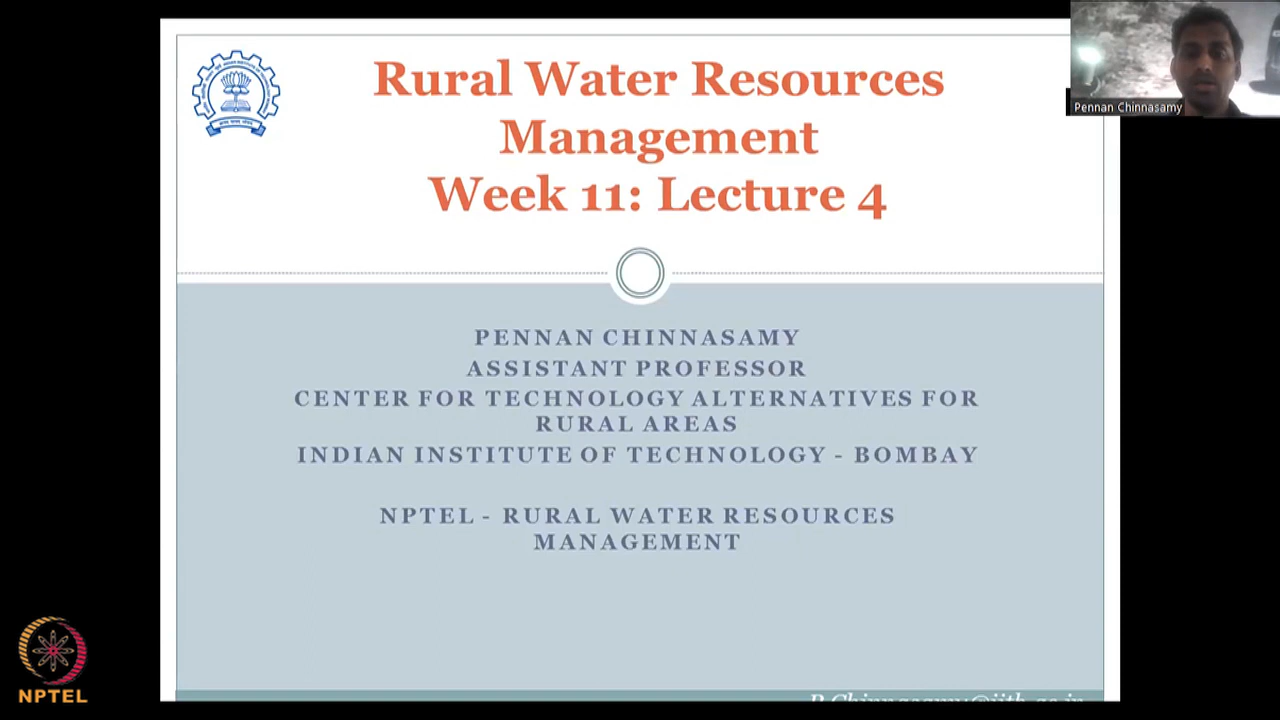 Rural Water Resources
Management
Week 11: Lecture 4
Pennan Chinnasamy
PENNAN CHINNASAMY
ASSISTANT PROFESSOR
CENTER FOR TECHNOLOGY ALTERNATIVES FOR
RURAL AREAS
INDIAN INSTITUTE OF TECHNOLOGY - BOMBAY
NPTEL - RURAL WATER RESOURCES
MANAGEMENT
NPTEL